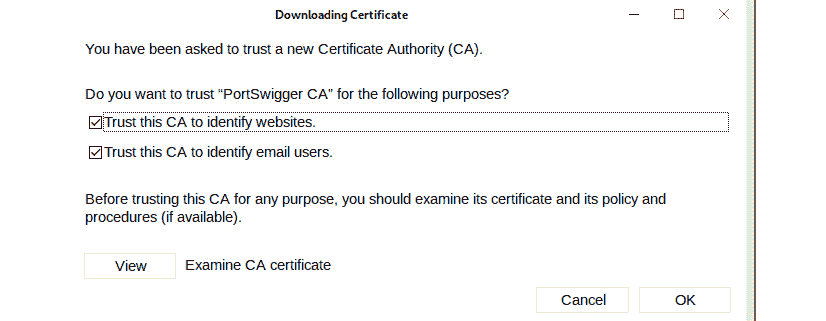 Downloading Certificate
You have been asked to trust a new Certificate Authority (CA).
Do you want to trust “PortSwigger CA” for the following purposes?
Trust this CA to identify websites.
Trust this CA to identify email users.
Before trusting this CA for any purpose, you should examine its certificate and its policy and
procedures (if available).
View Examine CA certificate
Cancel OK